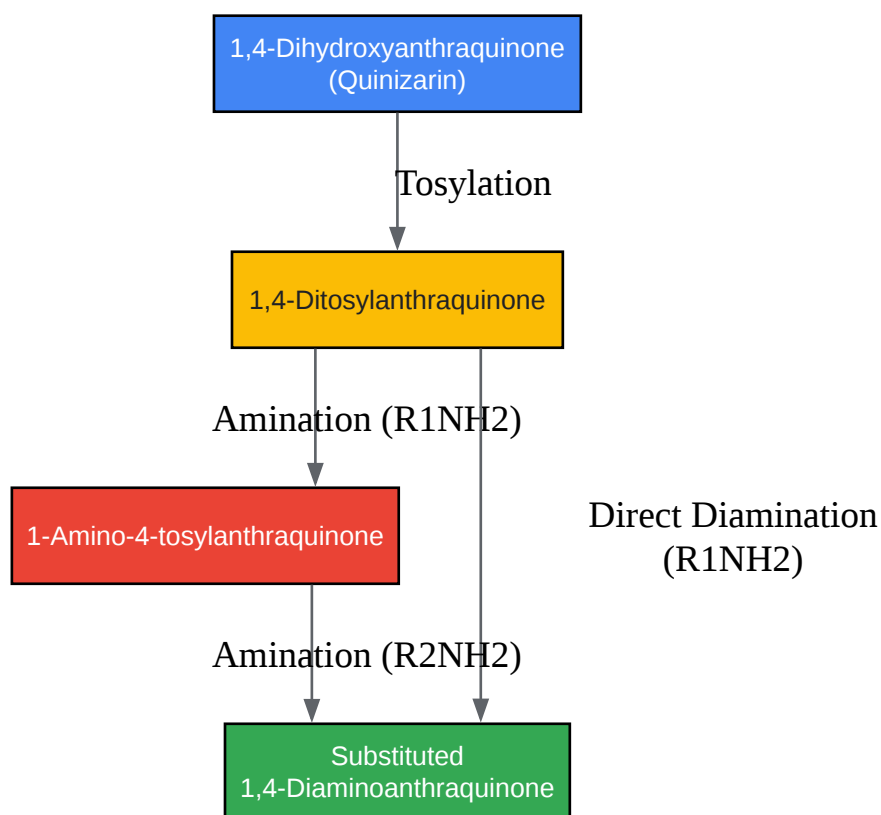 1,4-Dihydroxyanthraquinone
(Quinizarin)
Tosylation
1,4-Ditosylanthraquinone
Amination (R1NH2)
1-Amino-4-tosylanthraquinone
Direct Diamination
(R1NH2)
Amination (R2NH2)
Substituted
1,4-Diaminoanthraquinone